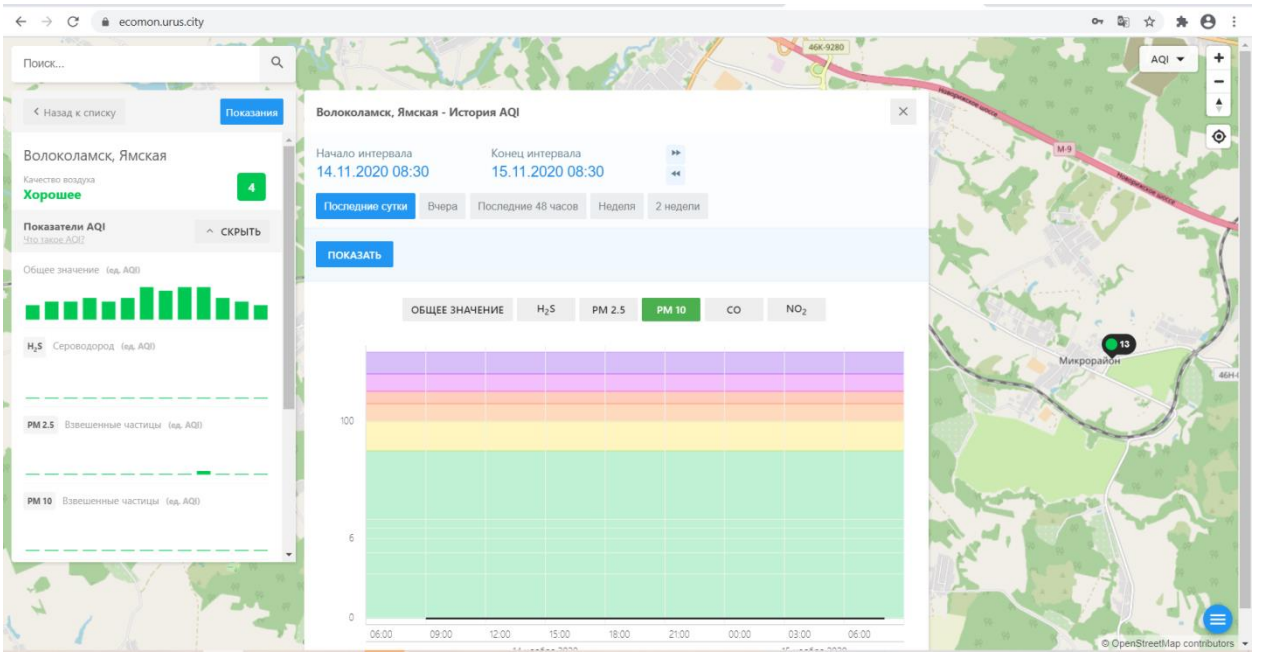 ecomon.urus.city
Поиск...
Назад к списку
Показания
Волоколамск, Ямская
Качество воздуха
Хорошее
4
Показатели AQI
Что такое AQI?
СКРЫТЬ
Общее значение (ед. AQI)
H₂S Сероводород (ед. AQI)
PM 2.5 Взвешенные частицы (ед. AQI)
PM 10 Взвешенные частицы (ед. AQI)
Волоколамск, Ямская - История AQI
Начало интервала
14.11.2020 08:30
Конец интервала
15.11.2020 08:30
Последние сутки
Вчера
Последние 48 часов
Неделя
2 недели
ПОКАЗАТЬ
ОБЩЕЕ ЗНАЧЕНИЕ
H₂S
PM 2.5
PM 10
CO
NO₂
100
6
0
06:00 09:00 12:00 15:00 18:00 21:00 00:00 03:00 06:00
46К-9280
AQI
Новорижское шоссе
М-9
Новорижское шоссе
13
Микрорайон
© OpenStreetMap contributors